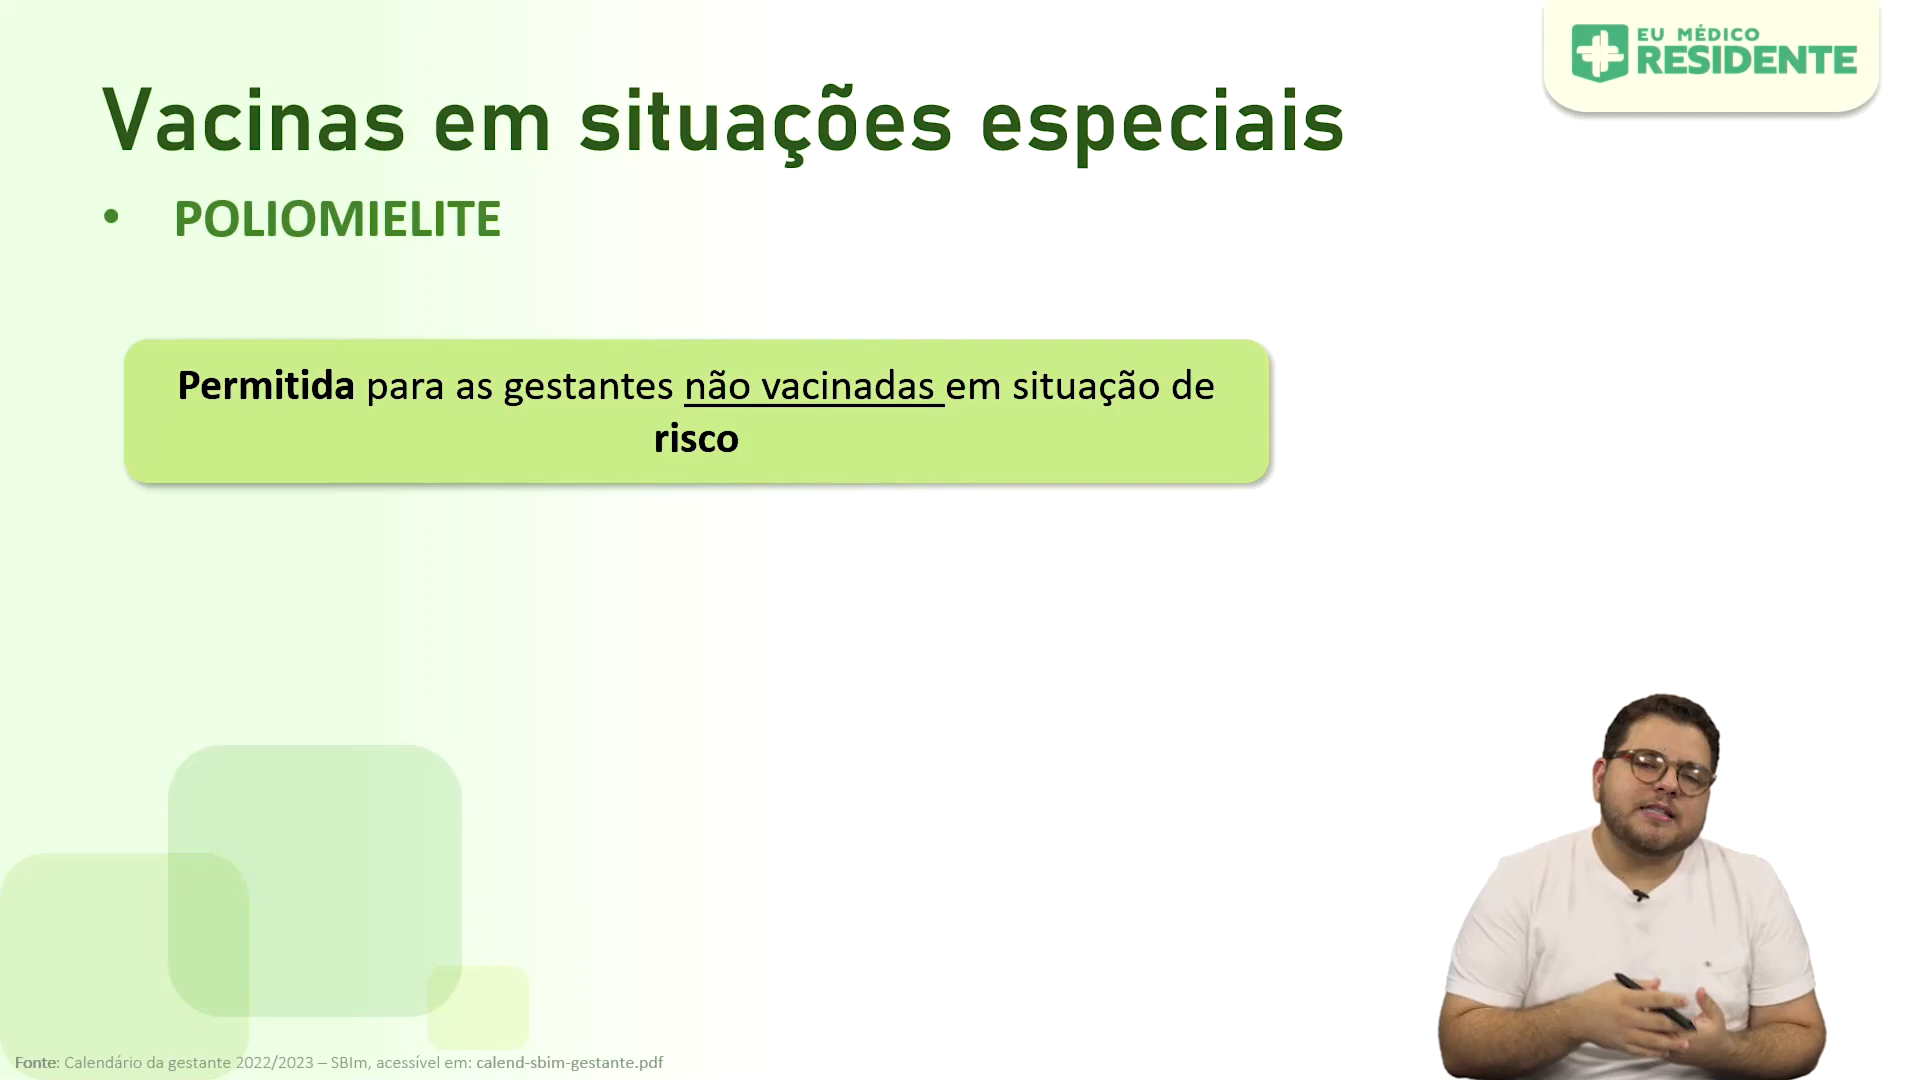 EU MÉDICO
RESIDENTE
Vacinas em situações especiais
• POLIOMIELITE
Permitida para as gestantes não vacinadas em situação de
risco
Fonte: Calendário da gestante 2022/2023 – SBIm, acessível em: calend-sbim-gestante.pdf